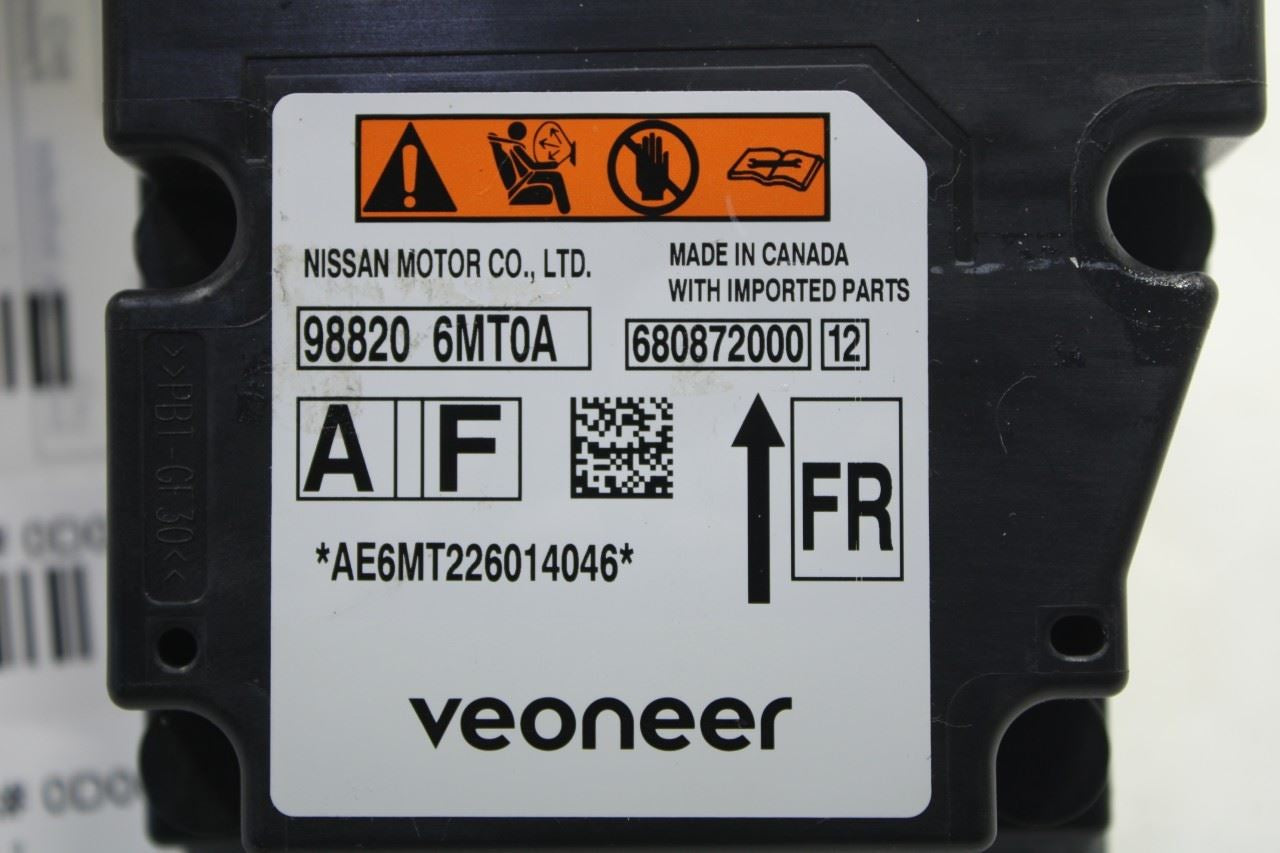 NISSAN MOTOR CO., LTD.
MADE IN CANADA
WITH IMPORTED PARTS
98820 6MT0A
680872000 12
A F
FR
*AE6MT226014046*
veoneer
>>PBT-GF30<<